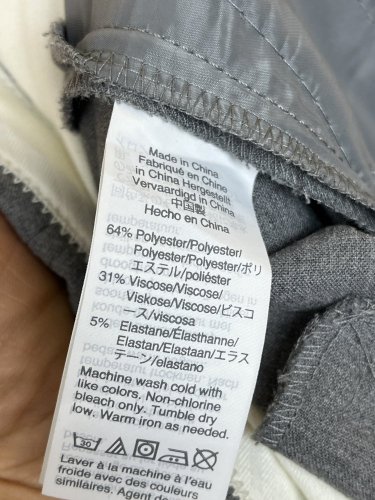 Made in China
Fabriqué en Chine
in China Hergestellt
Vervaardigd in China
中国製
Hecho en China
64% Polyester/Polyester/
Polyester/Polyester/ポリ
エステル/poliéster
31% Viscose/Viscose/
Viskose/Viscose/ビスコ
ース/viscosa
5% Elastane/Élasthanne/
Elastan/Elastaan/エラス
テーン/elastano
Machine wash cold with
like colors. Non-chlorine
bleach only. Tumble dry
low. Warm iron as needed.
30
Laver à la machine à l'eau
froide avec des couleurs
similaires. Agent de